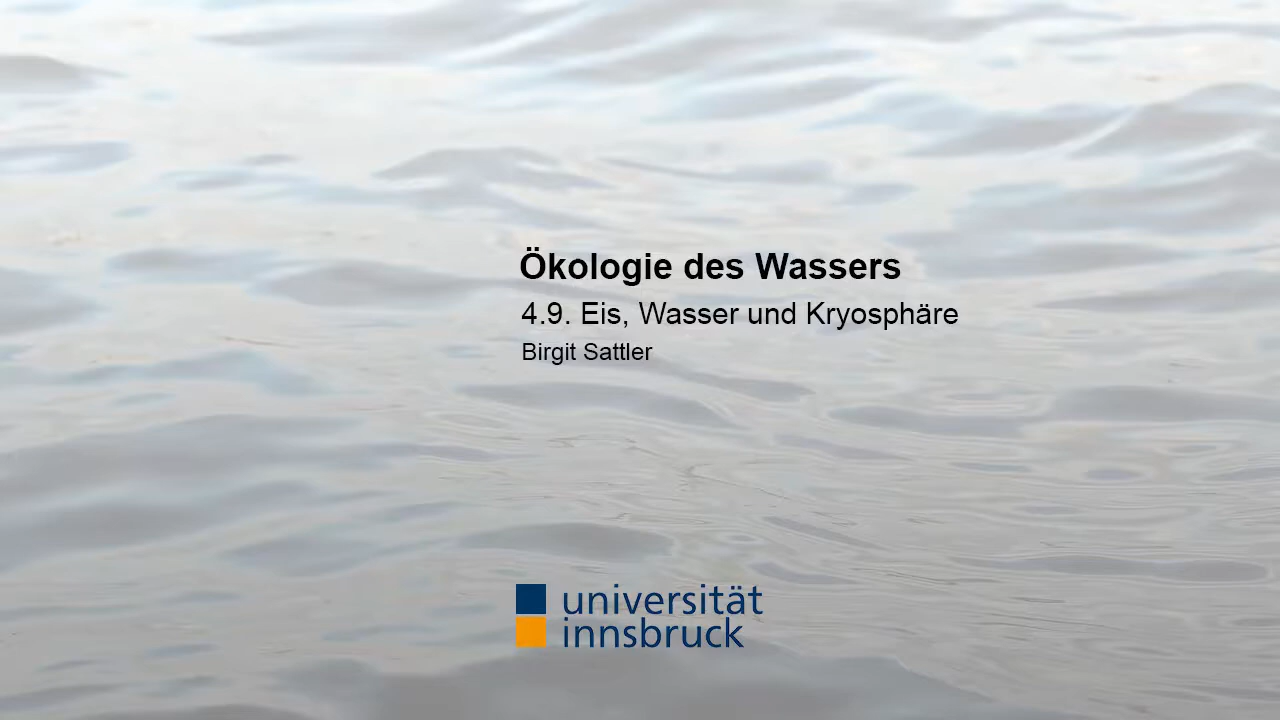 Ökologie des Wassers
4.9. Eis, Wasser und Kryosphäre
Birgit Sattler
universität
innsbruck